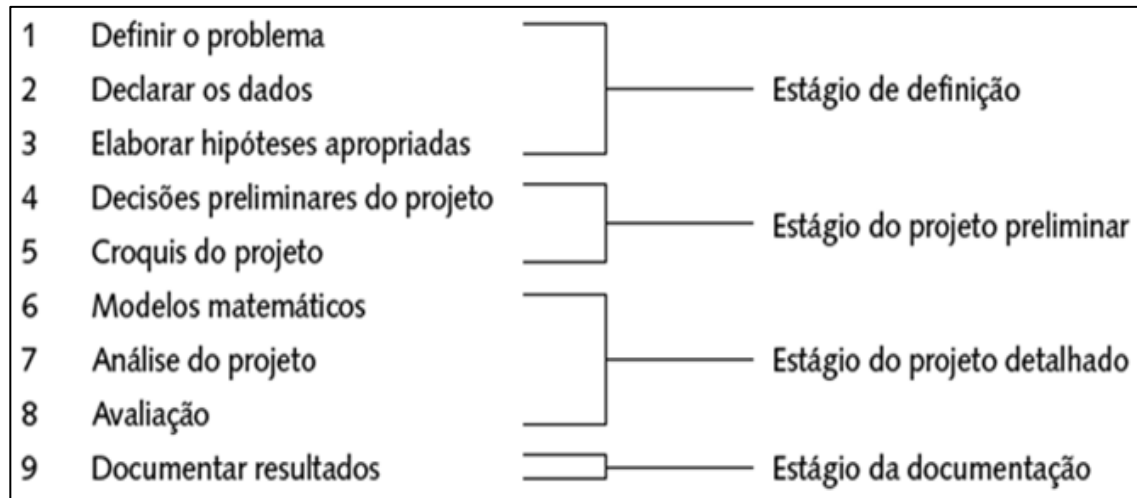 1 Definir o problema
2 Declarar os dados
Estágio de definição
3 Elaborar hipóteses apropriadas
4 Decisões preliminares do projeto
Estágio do projeto preliminar
5 Croquis do projeto
6 Modelos matemáticos
7 Análise do projeto
Estágio do projeto detalhado
8 Avaliação
9 Documentar resultados
Estágio da documentação